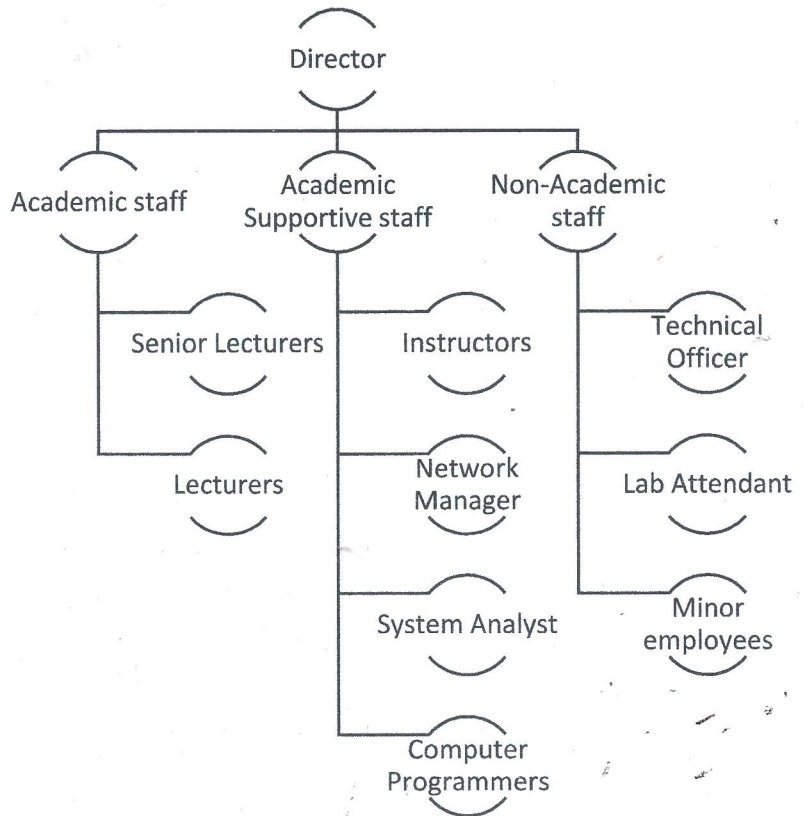 Director
Academic staff
Academic
Supportive staff
Non-Academic
staff
Senior Lecturers
Lecturers
Instructors
Network
Manager
System Analyst
Computer
Programmers
Technical
Officer
Lab Attendant
Minor
employees